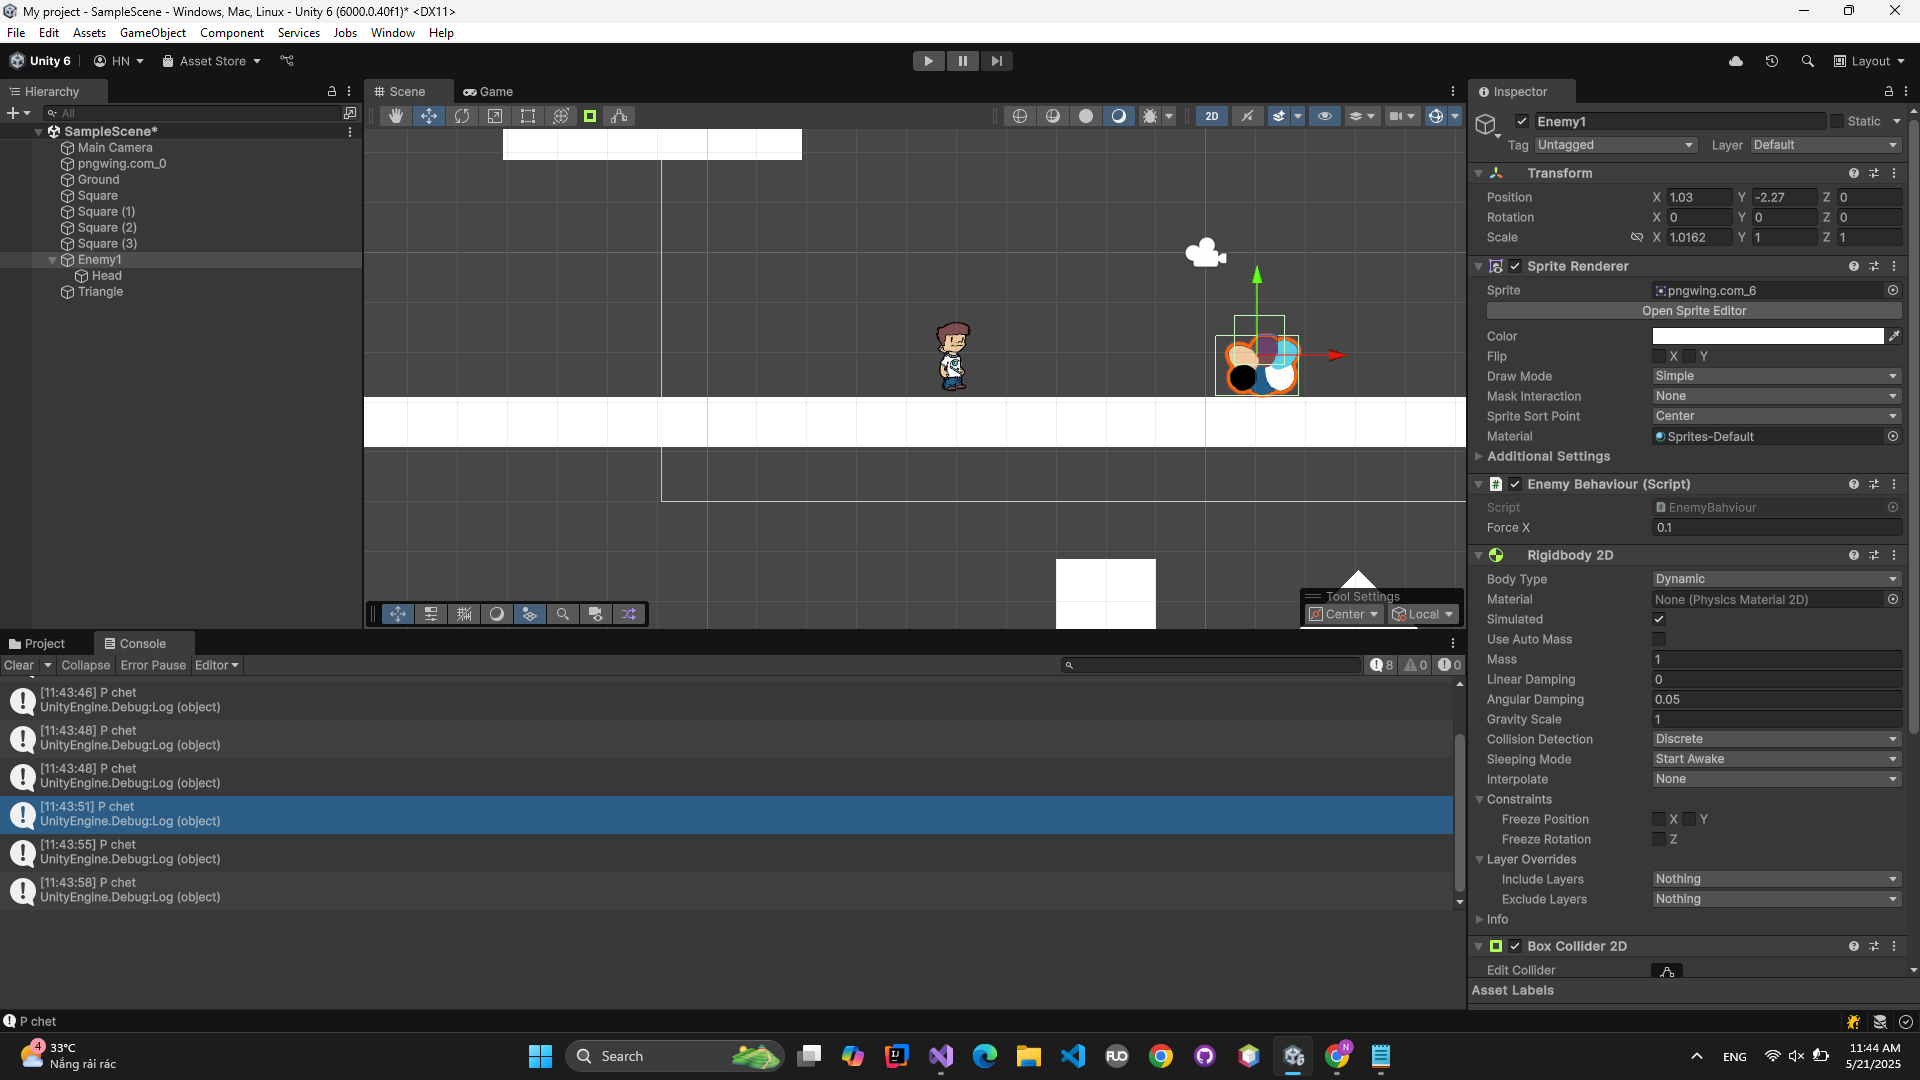 My project - SampleScene - Windows, Mac, Linux - Unity 6 (6000.0.40f1)* <DX11>
File Edit Assets GameObject Component Services Jobs Window Help
Unity 6 HN Asset Store Layout
Hierarchy
All
SampleScene*
Main Camera
pngwing.com_0
Ground
Square
Square (1)
Square (2)
Square (3)
Enemy1
Head
Triangle
Scene Game
2D
Tool Settings
Center Local
Project Console
Clear Collapse Error Pause Editor 8 0 0
[11:43:46] P chet
UnityEngine.Debug:Log (object)
[11:43:48] P chet
UnityEngine.Debug:Log (object)
[11:43:48] P chet
UnityEngine.Debug:Log (object)
[11:43:51] P chet
UnityEngine.Debug:Log (object)
[11:43:55] P chet
UnityEngine.Debug:Log (object)
[11:43:58] P chet
UnityEngine.Debug:Log (object)
P chet
Inspector
Enemy1 Static
Tag Untagged Layer Default
Transform
Position X 1.03 Y -2.27 Z 0
Rotation X 0 Y 0 Z 0
Scale X 1.0162 Y 1 Z 1
Sprite Renderer
Sprite pngwing.com_6
Open Sprite Editor
Color
Flip X Y
Draw Mode Simple
Mask Interaction None
Sprite Sort Point Center
Material Sprites-Default
Additional Settings
Enemy Behaviour (Script)
Script EnemyBahviour
Force X 0.1
Rigidbody 2D
Body Type Dynamic
Material None (Physics Material 2D)
Simulated
Use Auto Mass
Mass 1
Linear Damping 0
Angular Damping 0.05
Gravity Scale 1
Collision Detection Discrete
Sleeping Mode Start Awake
Interpolate None
Constraints
Freeze Position X Y
Freeze Rotation Z
Layer Overrides
Include Layers Nothing
Exclude Layers Nothing
Info
Box Collider 2D
Edit Collider
Asset Labels
4 33°C
Nắng rải rác
Search
FLIO
N
ENG
11:44 AM
5/21/2025